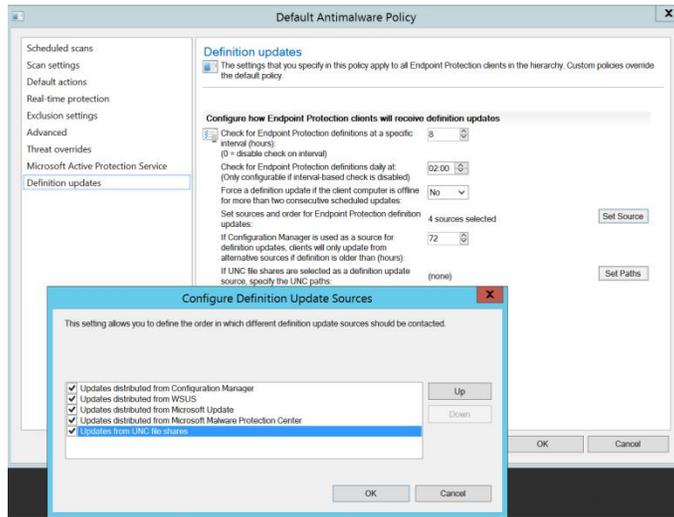 Default Antimalware Policy
X
Scheduled scans
Scan settings
Default actions
Real-time protection
Exclusion settings
Advanced
Threat overrides
Microsoft Active Protection Service
Definition updates
Definition updates
The settings that you specify in this policy apply to all Endpoint Protection clients in the hierarchy. Custom policies override
the default policy.
Configure how Endpoint Protection clients will receive definition updates
Check for Endpoint Protection definitions at a specific
interval (hours):
(0 = disable check on interval)
8
Check for Endpoint Protection definitions daily at:
(Only configurable if interval-based check is disabled)
02:00
Force a definition update if the client computer is offline
for more than two consecutive scheduled updates:
No
Set sources and order for Endpoint Protection definition
updates:
4 sources selected
Set Source
If Configuration Manager is used as a source for
definition updates, clients will only update from
alternative sources if definition is older than (hours):
72
If UNC file shares are selected as a definition update
source, specify the UNC paths:
(none)
Set Paths
OK
Cancel
Configure Definition Update Sources
X
This setting allows you to define the order in which different definition update sources should be contacted.
Updates distributed from Configuration Manager
Updates distributed from WSUS
Updates distributed from Microsoft Update
Updates distributed from Microsoft Malware Protection Center
Updates from UNC file shares
Up
Down
OK
Cancel